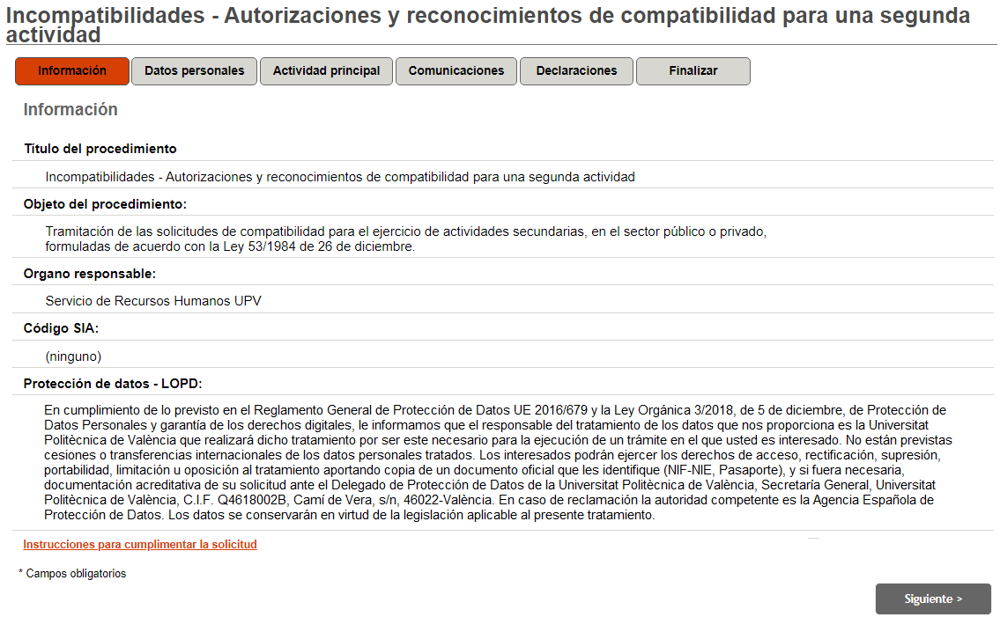 Incompatibilidades - Autorizaciones y reconocimientos de compatibilidad para una segunda
actividad
Información
Datos personales
Actividad principal
Comunicaciones
Declaraciones
Finalizar
Información
Título del procedimiento
Incompatibilidades - Autorizaciones y reconocimientos de compatibilidad para una segunda actividad
Objeto del procedimiento:
Tramitación de las solicitudes de compatibilidad para el ejercicio de actividades secundarias, en el sector público o privado,
formuladas de acuerdo con la Ley 53/1984 de 26 de diciembre.
Organo responsable:
Servicio de Recursos Humanos UPV
Código SIA:
(ninguno)
Protección de datos - LOPD:
En cumplimiento de lo previsto en el Reglamento General de Protección de Datos UE 2016/679 y la Ley Orgánica 3/2018, de 5 de diciembre, de Protección de
Datos Personales y garantía de los derechos digitales, le informamos que el responsable del tratamiento de los datos que nos proporciona es la Universitat
Politècnica de València que realizará dicho tratamiento por ser este necesario para la ejecución de un trámite en el que usted es interesado. No están previstas
cesiones o transferencias internacionales de los datos personales tratados. Los interesados podrán ejercer los derechos de acceso, rectificación, supresión,
portabilidad, limitación u oposición al tratamiento aportando copia de un documento oficial que les identifique (NIF-NIE, Pasaporte), y si fuera necesaria,
documentación acreditativa de su solicitud ante el Delegado de Protección de Datos de la Universitat Politècnica de València, Secretaría General, Universitat
Politècnica de València, C.I.F. Q4618002B, Camí de Vera, s/n, 46022-València. En caso de reclamación la autoridad competente es la Agencia Española de
Protección de Datos. Los datos se conservarán en virtud de la legislación aplicable al presente tratamiento.
Instrucciones para cumplimentar la solicitud
* Campos obligatorios
Siguiente >